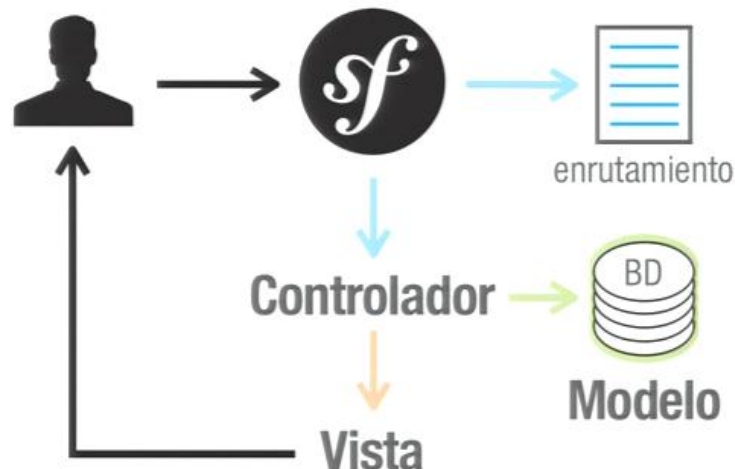 sf
enrutamiento
Controlador
BD
Modelo
Vista